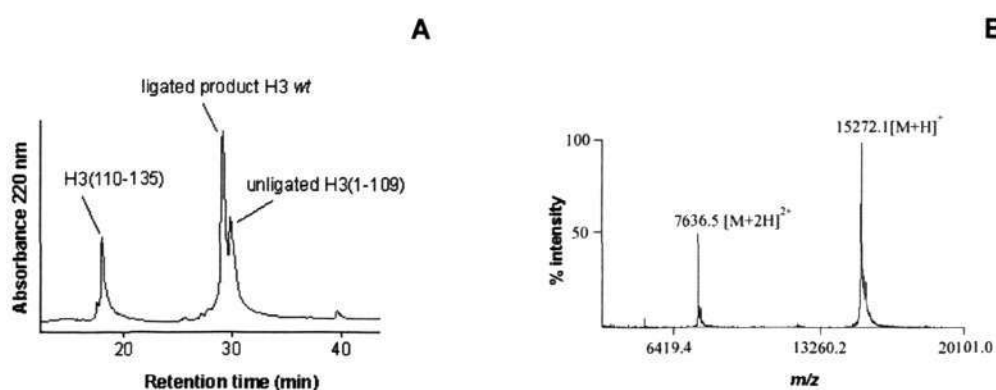 A
ligated product H3 wt
H3(110-135)
unligated H3(1-109)
Absorbance 220 nm
20 30 40
Retention time (min)
15272.1[M+H]+
100
7636.5 [M+2H]2+
50
% intensity
6419.4 13260.2 20101.0
m/z